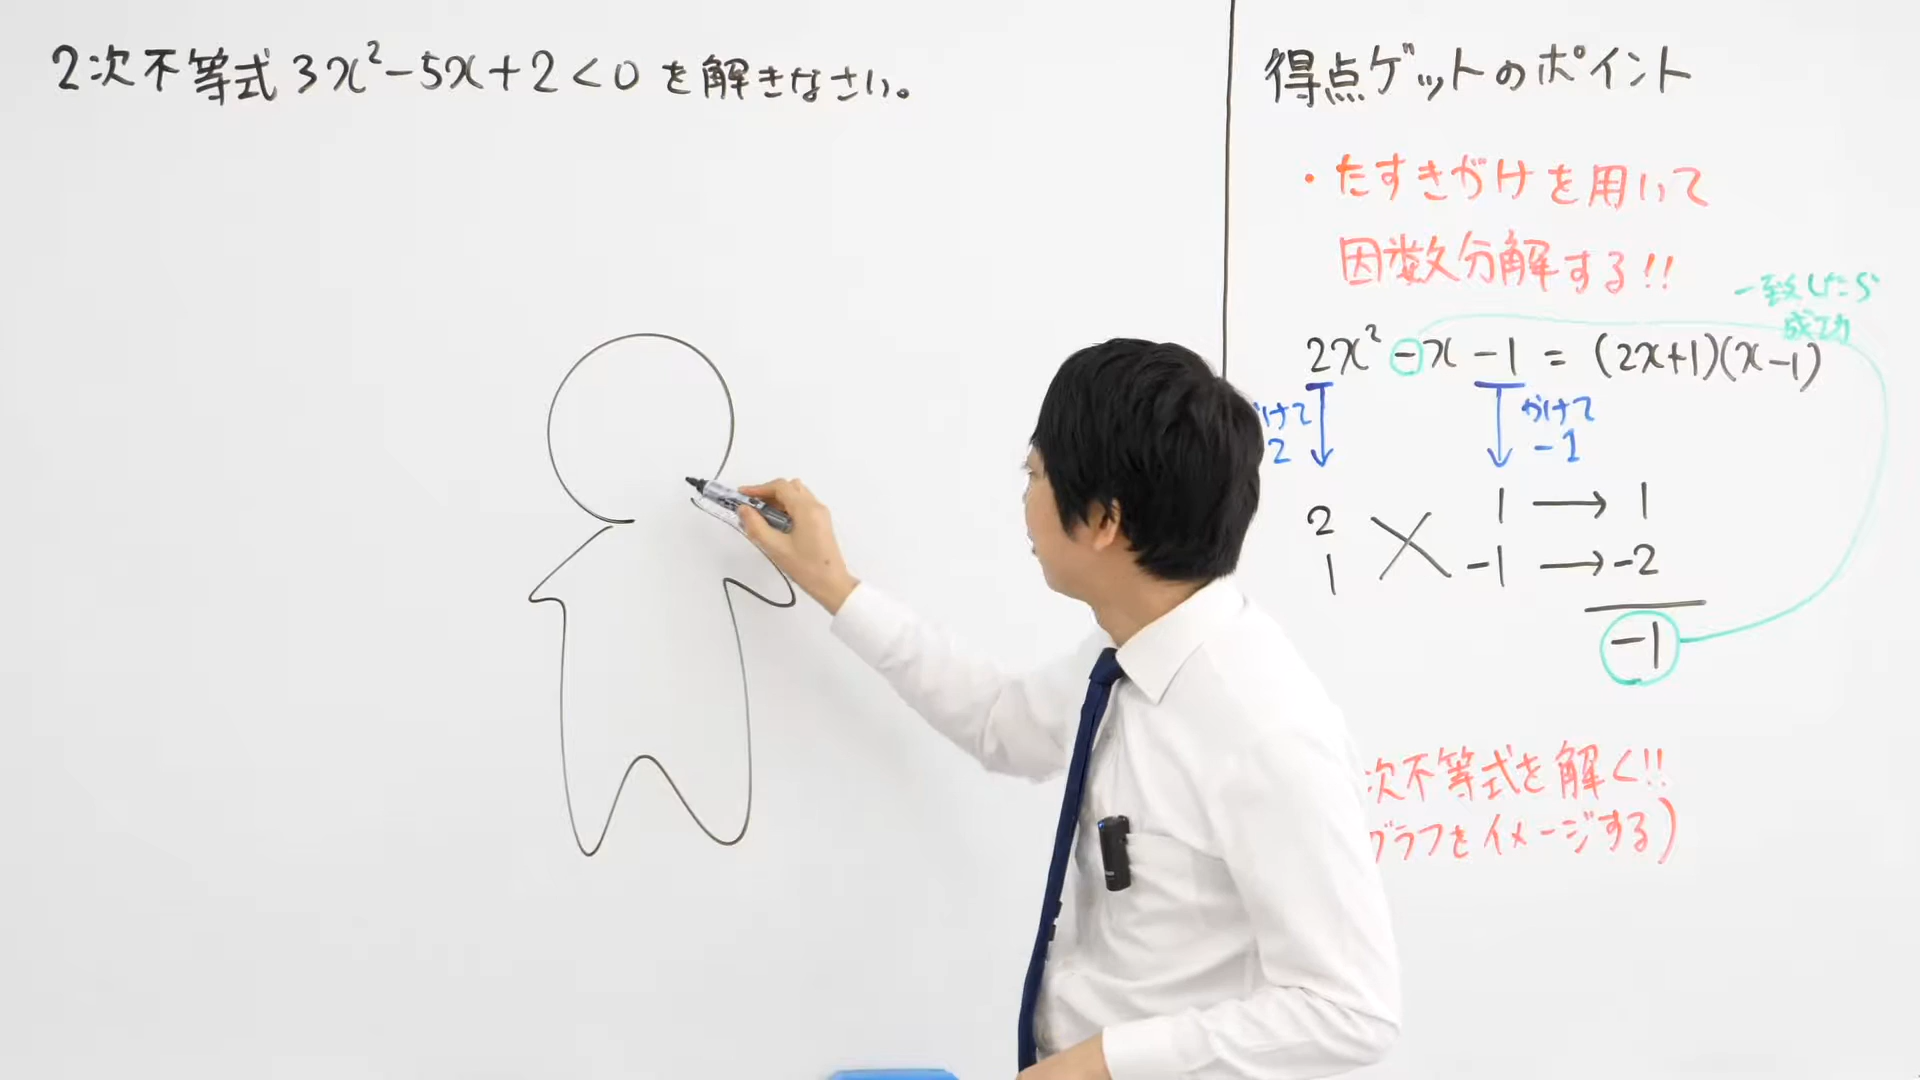 2次不等式 3x²-5x+2<0 を解きなさい。
得点ゲットのポイント
・たすきがけを用いて
因数分解する!!
一致したら
成功
2x²-x-1=(2x+1)(x-1)
けて
2
かけて
-1
2 1 → 1
1 -1 → -2
-1
次不等式を解く!!
グラフをイメージする)